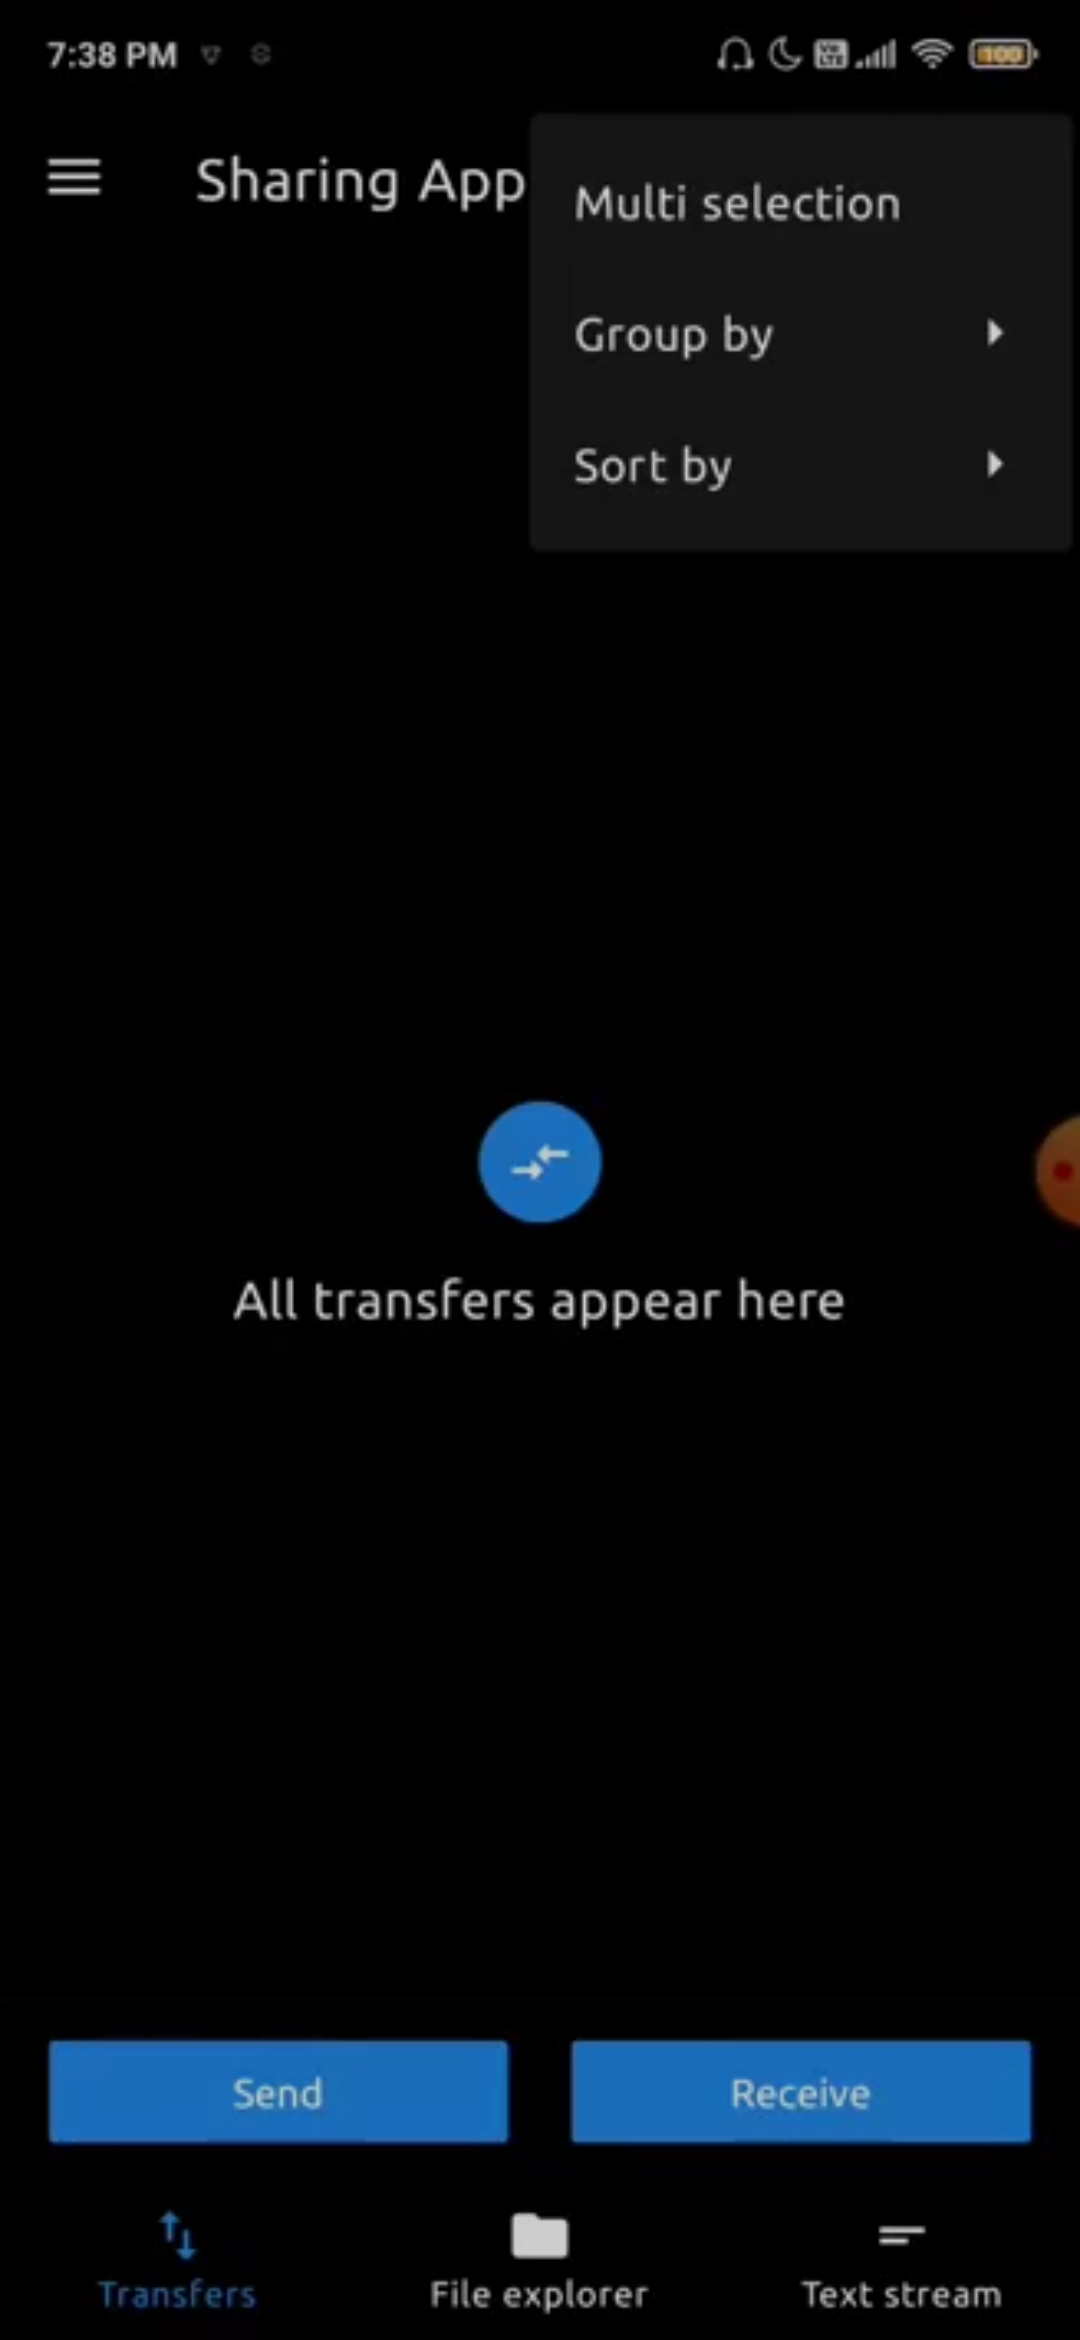 7:38 PM
100
Sharing App
Multi selection
Group by
Sort by
All transfers appear here
Send
Receive
Transfers
File explorer
Text stream